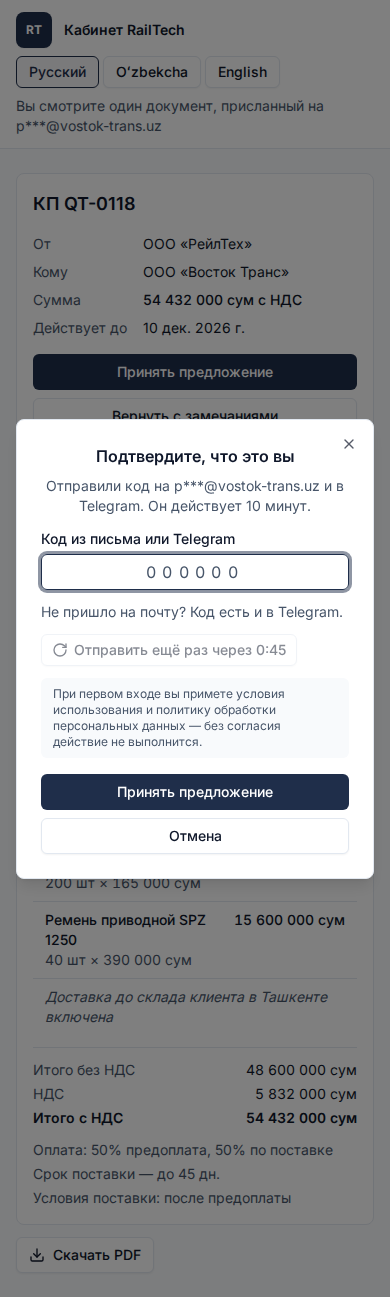 RT
Кабинет RailTech
Русский
Oʻzbekcha
English
Вы смотрите один документ, присланный на
p***@vostok-trans.uz
КП QT-0118
От ООО «РейлТех»
Кому ООО «Восток Транс»
Сумма 54 432 000 сум с НДС
Действует до 10 дек. 2026 г.
Принять предложение
Вернуть с замечаниями
Подтвердите, что это вы
Отправили код на p***@vostok-trans.uz и в
Telegram. Он действует 10 минут.
Код из письма или Telegram
000000
Не пришло на почту? Код есть и в Telegram.
Отправить ещё раз через 0:45
При первом входе вы примете условия
использования и политику обработки
персональных данных — без согласия
действие не выполнится.
Принять предложение
Отмена
200 шт × 165 000 сум
Ремень приводной SPZ 15 600 000 сум
1250
40 шт × 390 000 сум
Доставка до склада клиента в Ташкенте
включена
Итого без НДС 48 600 000 сум
НДС 5 832 000 сум
Итого с НДС 54 432 000 сум
Оплата: 50% предоплата, 50% по поставке
Срок поставки — до 45 дн.
Условия поставки: после предоплаты
Скачать PDF